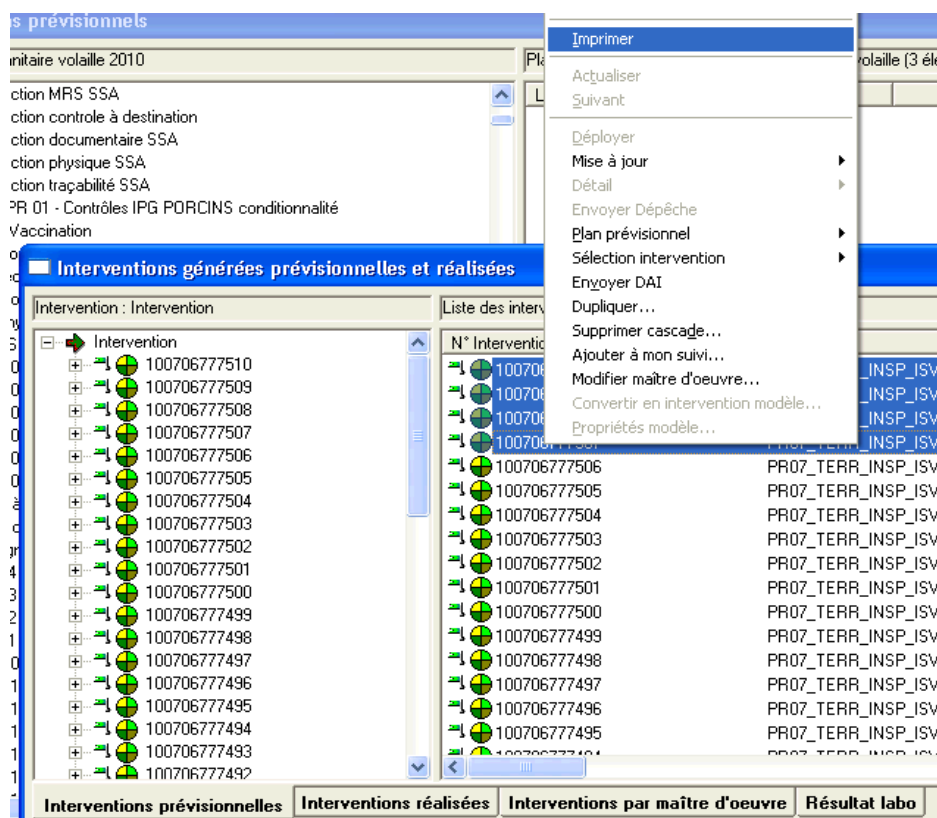 prévisionnels
anitaire volaille 2010
ction MRS SSA
ction controle à destination
ction documentaire SSA
ction physique SSA
ction traçabilité SSA
PR 01 - Contrôles IPG PORCINS conditionnalité
Vaccination
volaille (3 élé
Imprimer
Actualiser
Suivant
Déployer
Mise à jour
Détail
Envoyer Dépêche
Plan prévisionnel
Sélection intervention
Envoyer DAI
Dupliquer...
Supprimer cascade...
Ajouter à mon suivi...
Modifier maître d'oeuvre...
Convertir en intervention modèle...
Propriétés modèle...
Interventions générées prévisionnelles et réalisées
Intervention : Intervention
Intervention
100706777510
100706777509
100706777508
100706777507
100706777506
100706777505
100706777504
100706777503
100706777502
100706777501
100706777500
100706777499
100706777498
100706777497
100706777496
100706777495
100706777494
100706777493
100706777492
Liste des interv
N° Interventio
_INSP_ISV
_INSP_ISV
_INSP_ISV
_INSP_ISV
100706777506 PR07_TERR_INSP_ISV
100706777505 PR07_TERR_INSP_ISV
100706777504 PR07_TERR_INSP_ISV
100706777503 PR07_TERR_INSP_ISV
100706777502 PR07_TERR_INSP_ISV
100706777501 PR07_TERR_INSP_ISV
100706777500 PR07_TERR_INSP_ISV
100706777499 PR07_TERR_INSP_ISV
100706777498 PR07_TERR_INSP_ISV
100706777497 PR07_TERR_INSP_ISV
100706777496 PR07_TERR_INSP_ISV
100706777495 PR07_TERR_INSP_ISV
Interventions prévisionnelles Interventions réalisées Interventions par maître d'oeuvre Résultat labo